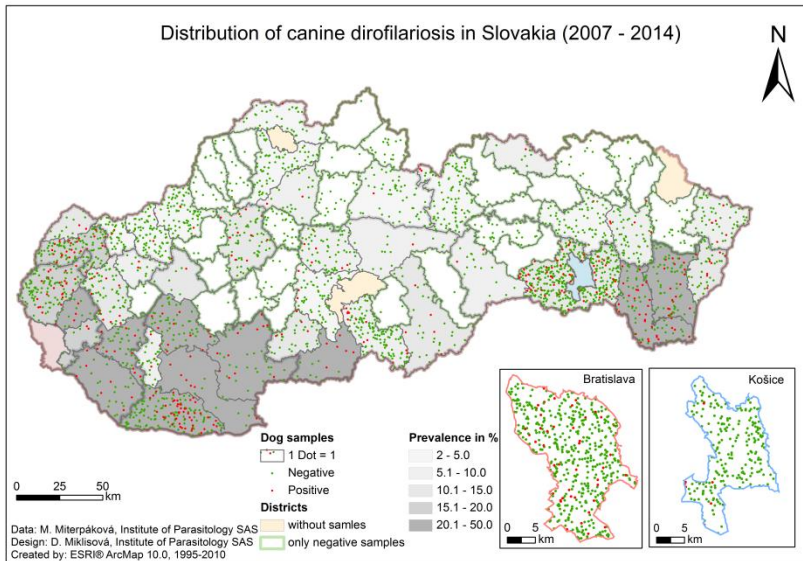 Distribution of canine dirofilariosis in Slovakia (2007 - 2014)
N
Bratislava
Košice
0 5
km
0 5
km
Dog samples
1 Dot = 1
Negative
Positive
Districts
without samles
only negative samples
Prevalence in %
2 - 5.0
5.1 - 10.0
10.1 - 15.0
15.1 - 20.0
20.1 - 50.0
0 25 50
km
Data: M. Miterpáková, Institute of Parasitology SAS
Design: D. Miklisová, Institute of Parasitology SAS
Created by: ESRI® ArcMap 10.0, 1995-2010